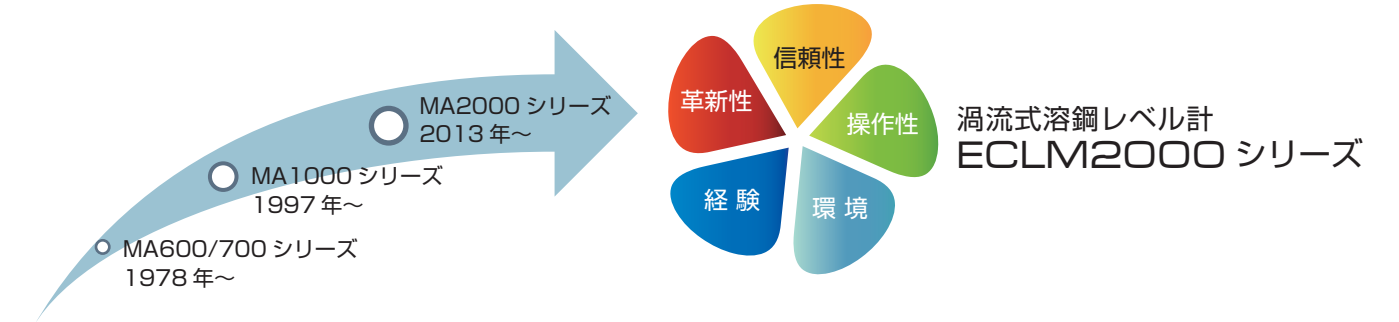 MA2000 シリーズ
2013 年～
MA1000 シリーズ
1997 年～
MA600/700 シリーズ
1978 年～
信頼性
革新性
操作性
経 験
環 境
渦流式溶鋼レベル計
ECLM2000 シリーズ